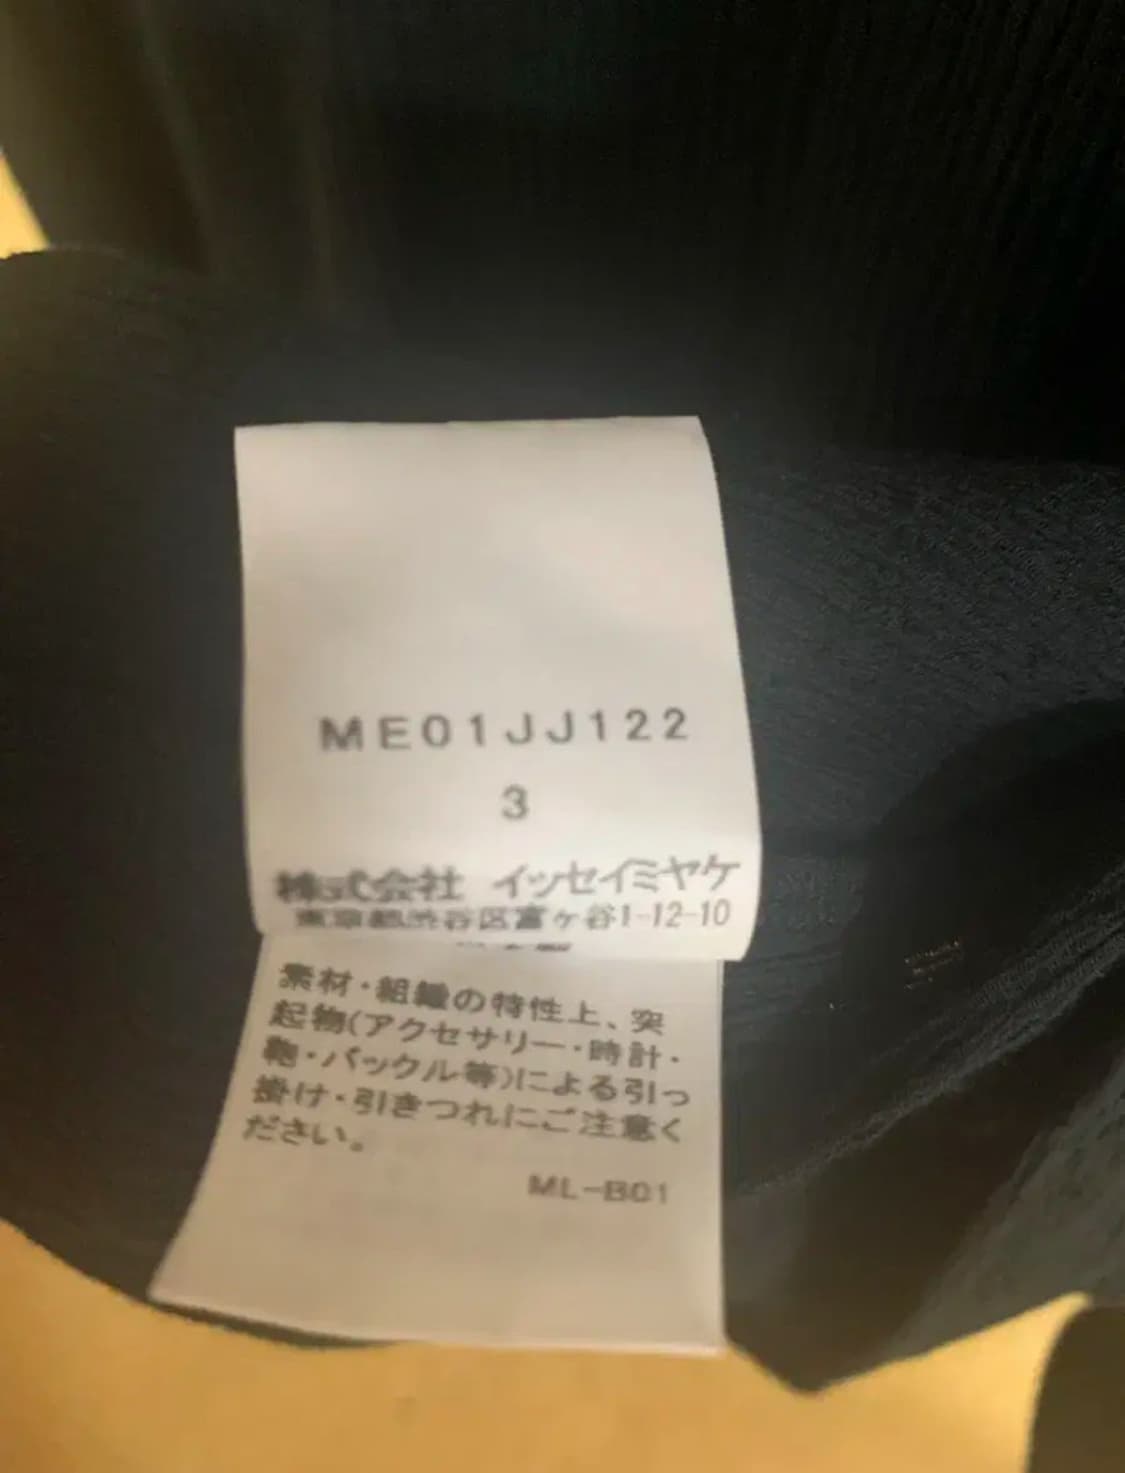 ME01JJ122
3
株式会社 イッセイミヤケ
東京都渋谷区富ヶ谷1-12-10
素材・組織の特性上、突
起物(アクセサリー・時計・
鞄・バックル等)による引っ
掛け・引きつれにご注意く
ださい。
ML-B01